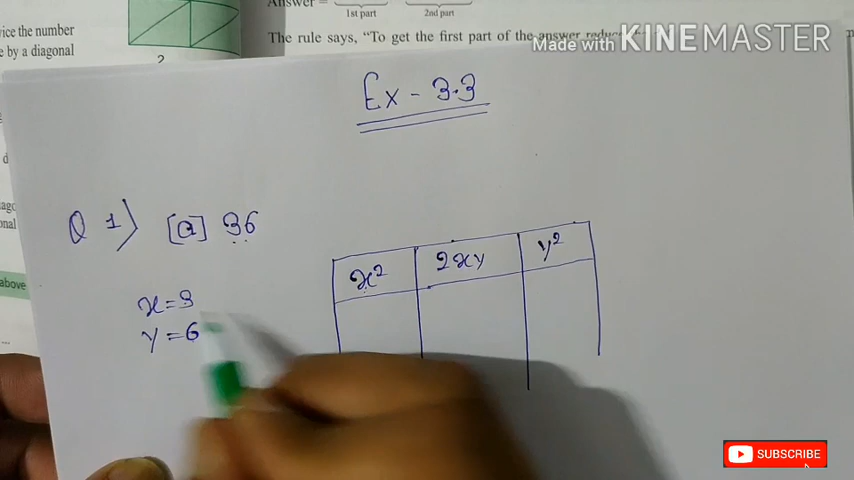 vice the number
e by a diagonal
2
Answer =
1st part 2nd part
The rule says, “To get the first part of the answer
Made with KINEMASTER
Ex - 3.3
Q 1) [a] 36
x² 2xy y²
x = 3
y = 6
above
SUBSCRIBE